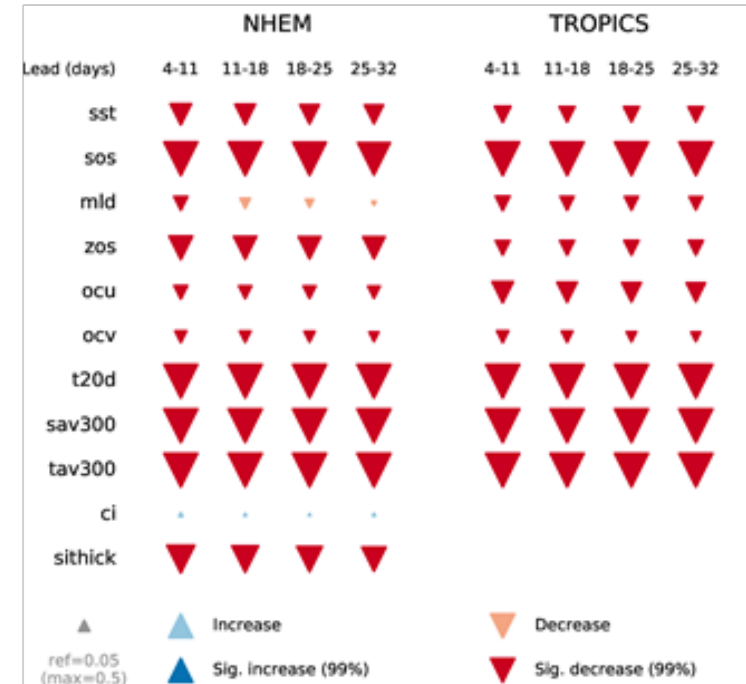 NHEM TROPICS
Lead (days) 4-11 11-18 18-25 25-32 4-11 11-18 18-25 25-32
sst
sos
mld
zos
ocu
ocv
t20d
sav300
tav300
ci
sithick
Increase Decrease
ref=0.05
(max=0.5) Sig. increase (99%) Sig. decrease (99%)